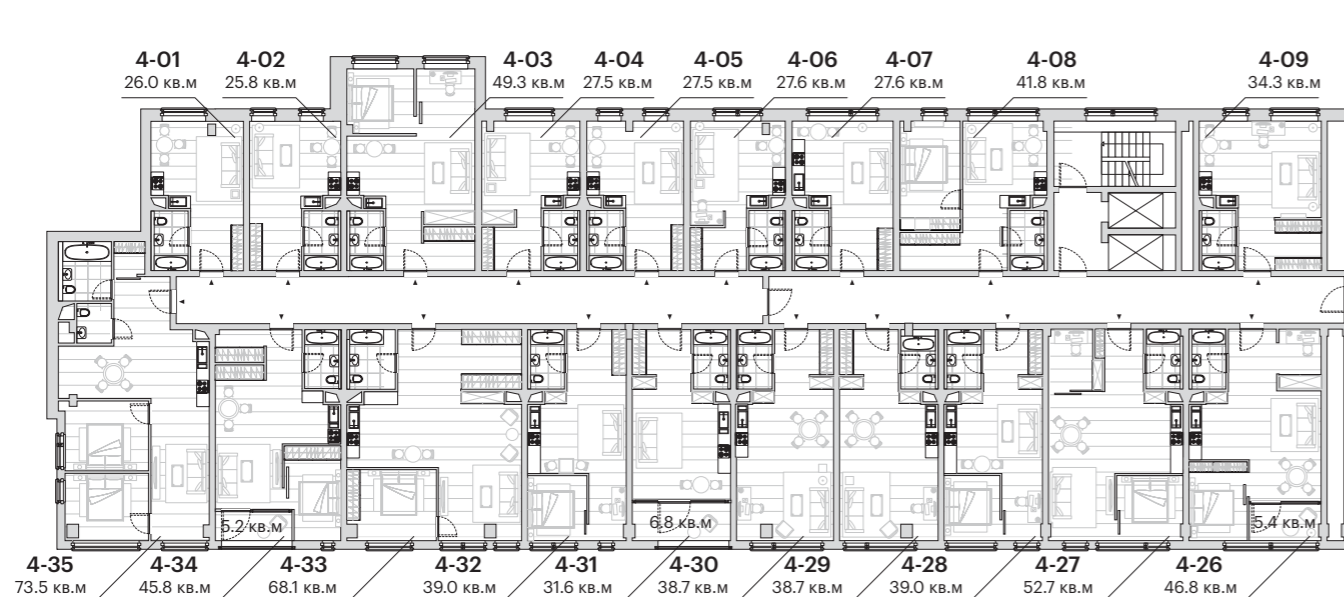 4-01
26.0 кв.м
4-02
25.8 кв.м
4-03
49.3 кв.м
4-04
27.5 кв.м
4-05
27.5 кв.м
4-06
27.6 кв.м
4-07
27.6 кв.м
4-08
41.8 кв.м
4-09
34.3 кв.м
5.2 кв.м
6.8 кв.м
5.4 кв.м
4-35
73.5 кв.м
4-34
45.8 кв.м
4-33
68.1 кв.м
4-32
39.0 кв.м
4-31
31.6 кв.м
4-30
38.7 кв.м
4-29
38.7 кв.м
4-28
39.0 кв.м
4-27
52.7 кв.м
4-26
46.8 кв.м